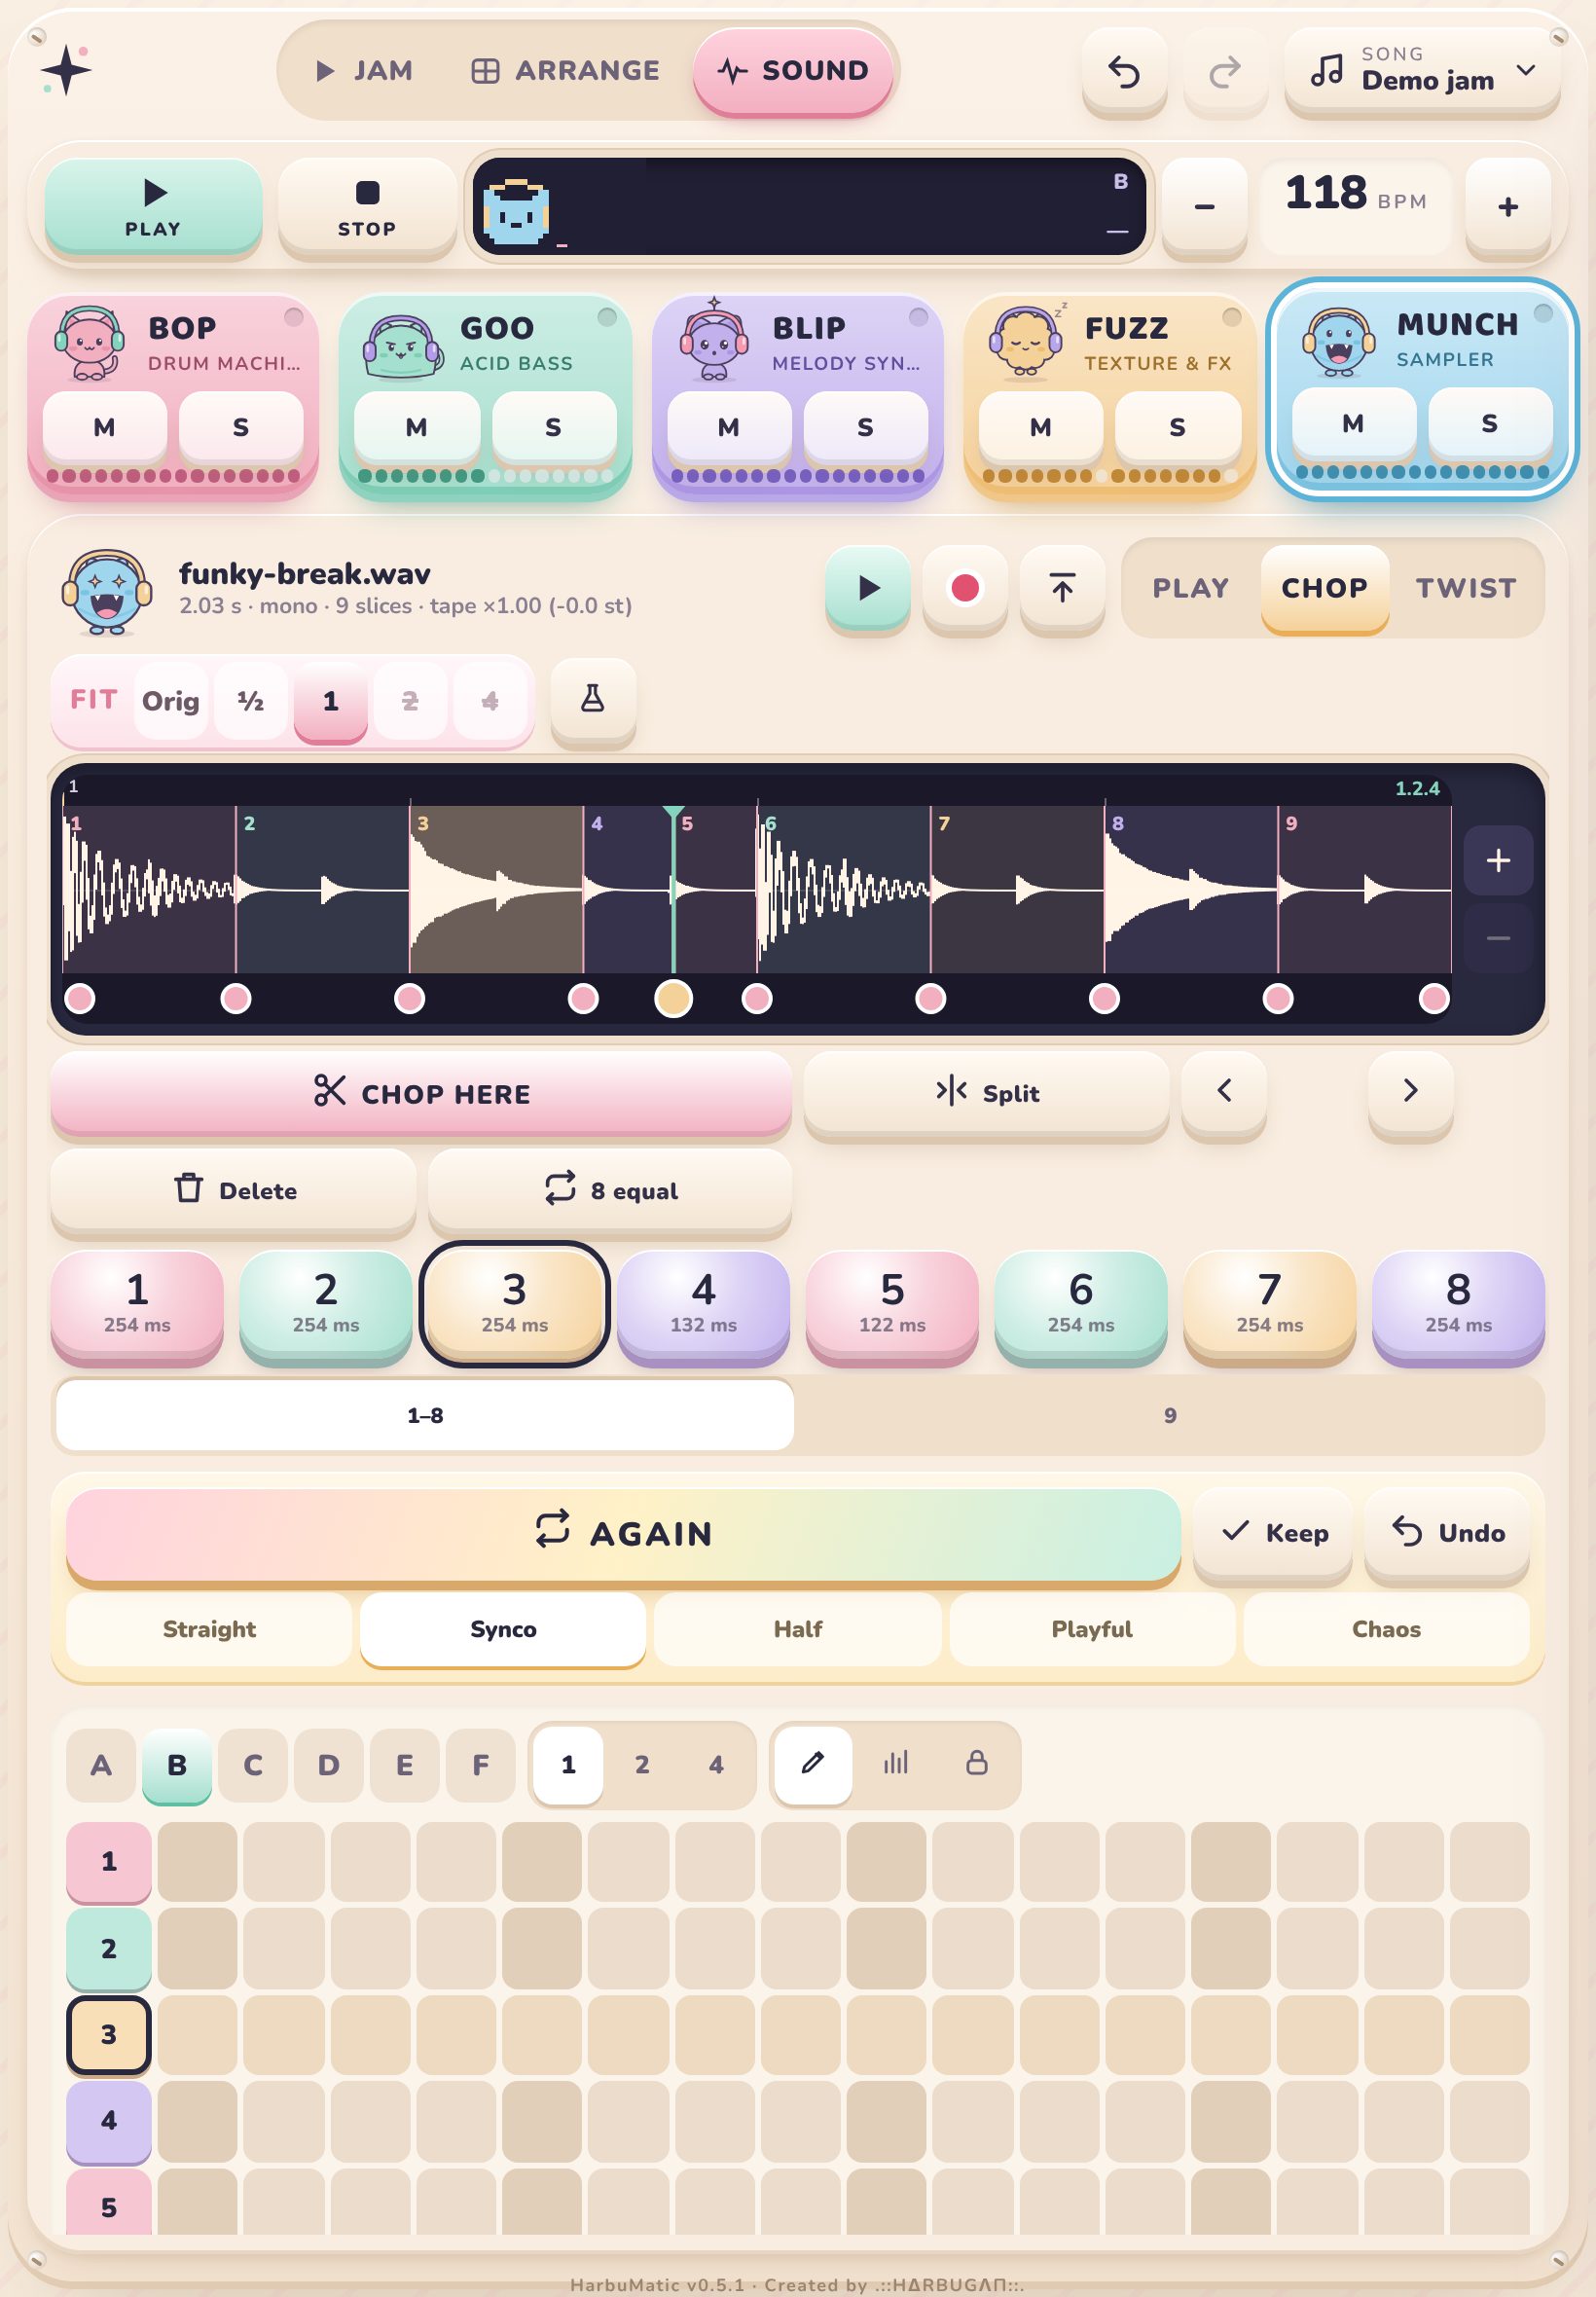 JAM ARRANGE SOUND SONG Demo jam
PLAY STOP B — − 118 BPM +
BOP GOO BLIP FUZZ z z MUNCH
DRUM MACHI... ACID BASS MELODY SYN... TEXTURE & FX SAMPLER
M S M S M S M S M S
funky-break.wav
2.03 s · mono · 9 slices · tape ×1.00 (-0.0 st)
PLAY CHOP TWIST
FIT Orig ½ 1 2 4
1 1.2.4
1 2 3 4 5 6 7 8 9
+
−
CHOP HERE Split
Delete 8 equal
1 2 3 4 5 6 7 8
254 ms 254 ms 254 ms 132 ms 122 ms 254 ms 254 ms 254 ms
1–8 9
AGAIN Keep Undo
Straight Synco Half Playful Chaos
A B C D E F 1 2 4
1
2
3
4
5
HarbuMatic v0.5.1 · Created by .::HΔRBUGΛΠ::.